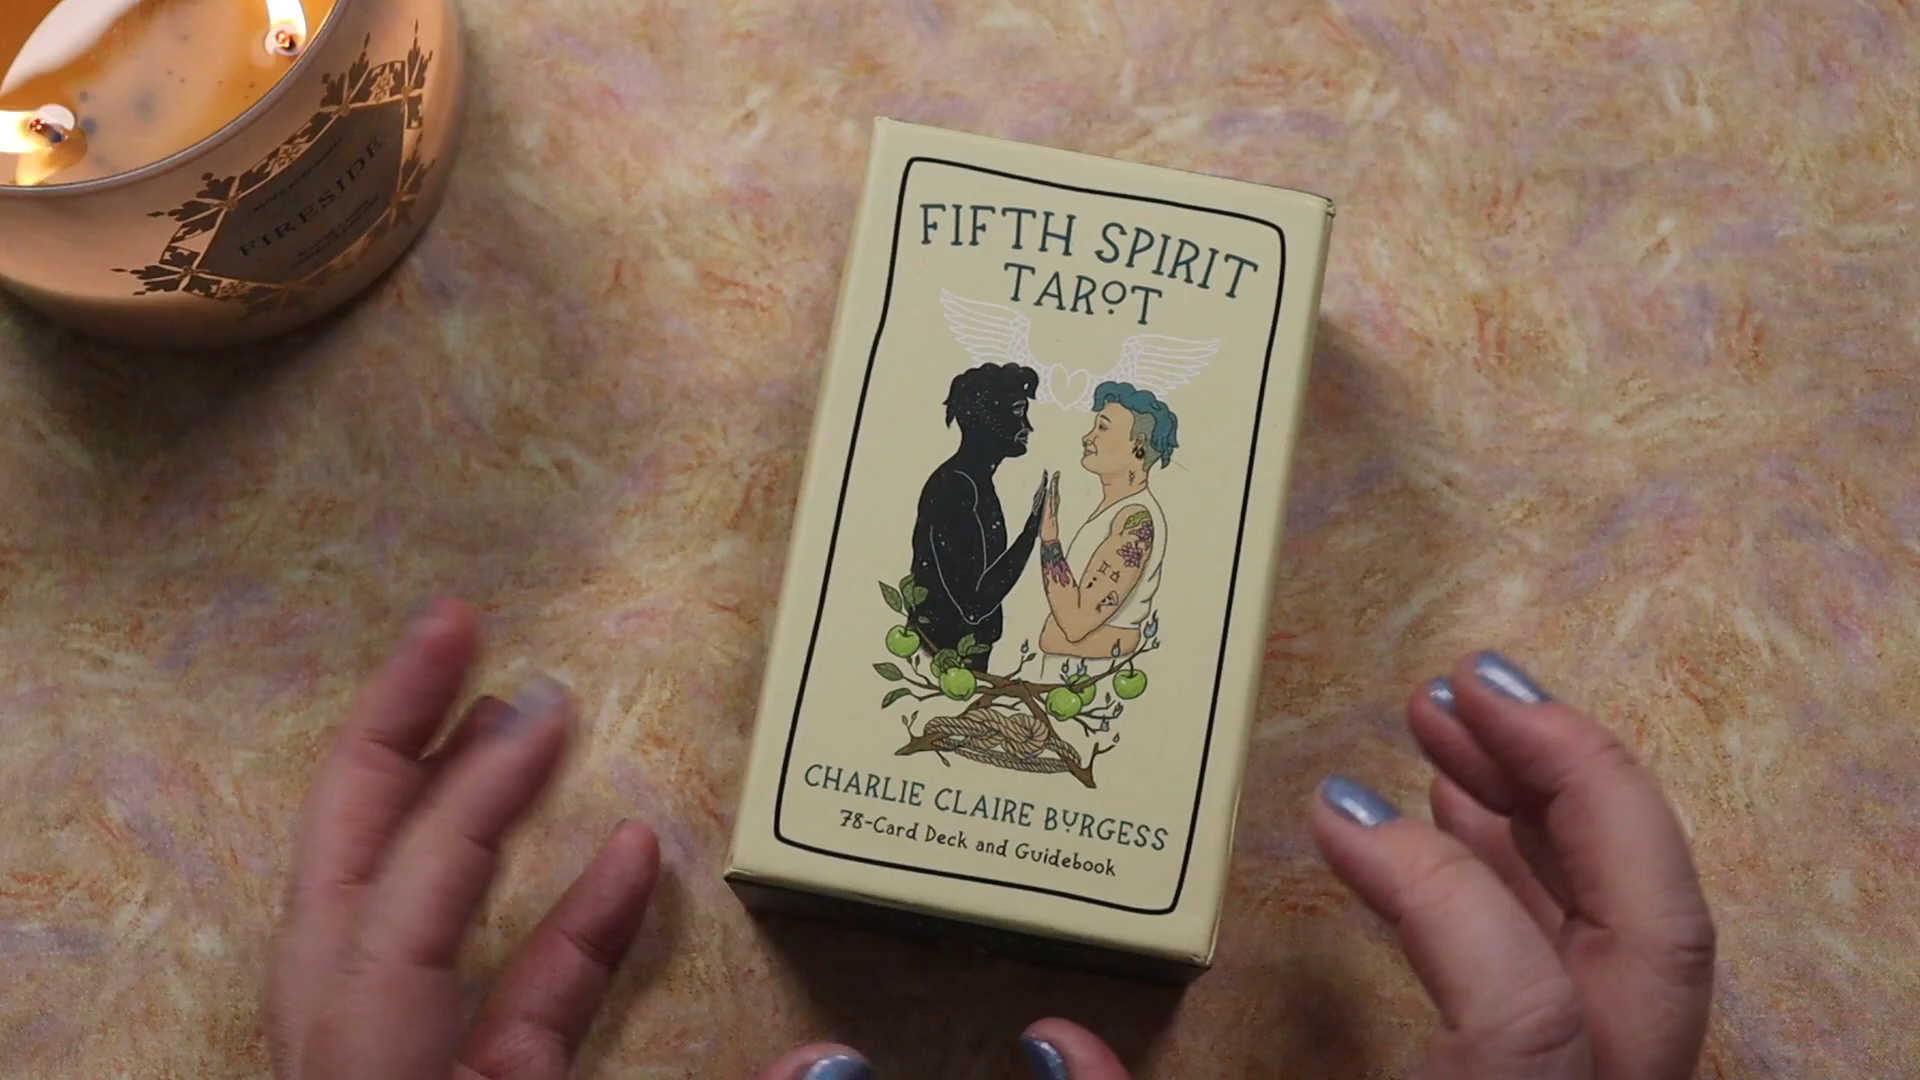 FIRESIDE
FIFTH SPIRIT
TAROT
CHARLIE CLAIRE BURGESS
78-Card Deck and Guidebook